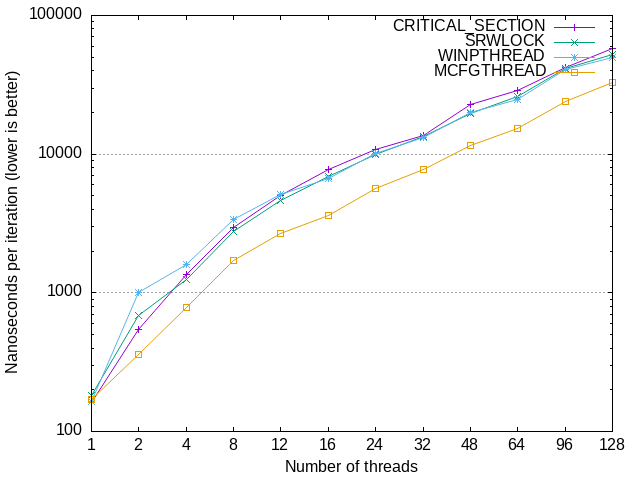 100000
10000
1000
100
Nanoseconds per iteration (lower is better)
CRITICAL_SECTION
SRWLOCK
WINPTHREAD
MCFGTHREAD
1 2 4 8 12 16 24 32 48 64 96 128
Number of threads